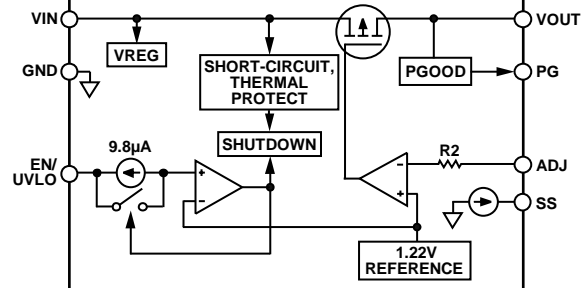 VIN
VOUT
VREG
GND
SHORT-CIRCUIT,
THERMAL
PROTECT
PGOOD
PG
SHUTDOWN
9.8µA
EN/
UVLO
R2
ADJ
+
–
–
+
SS
1.22V
REFERENCE